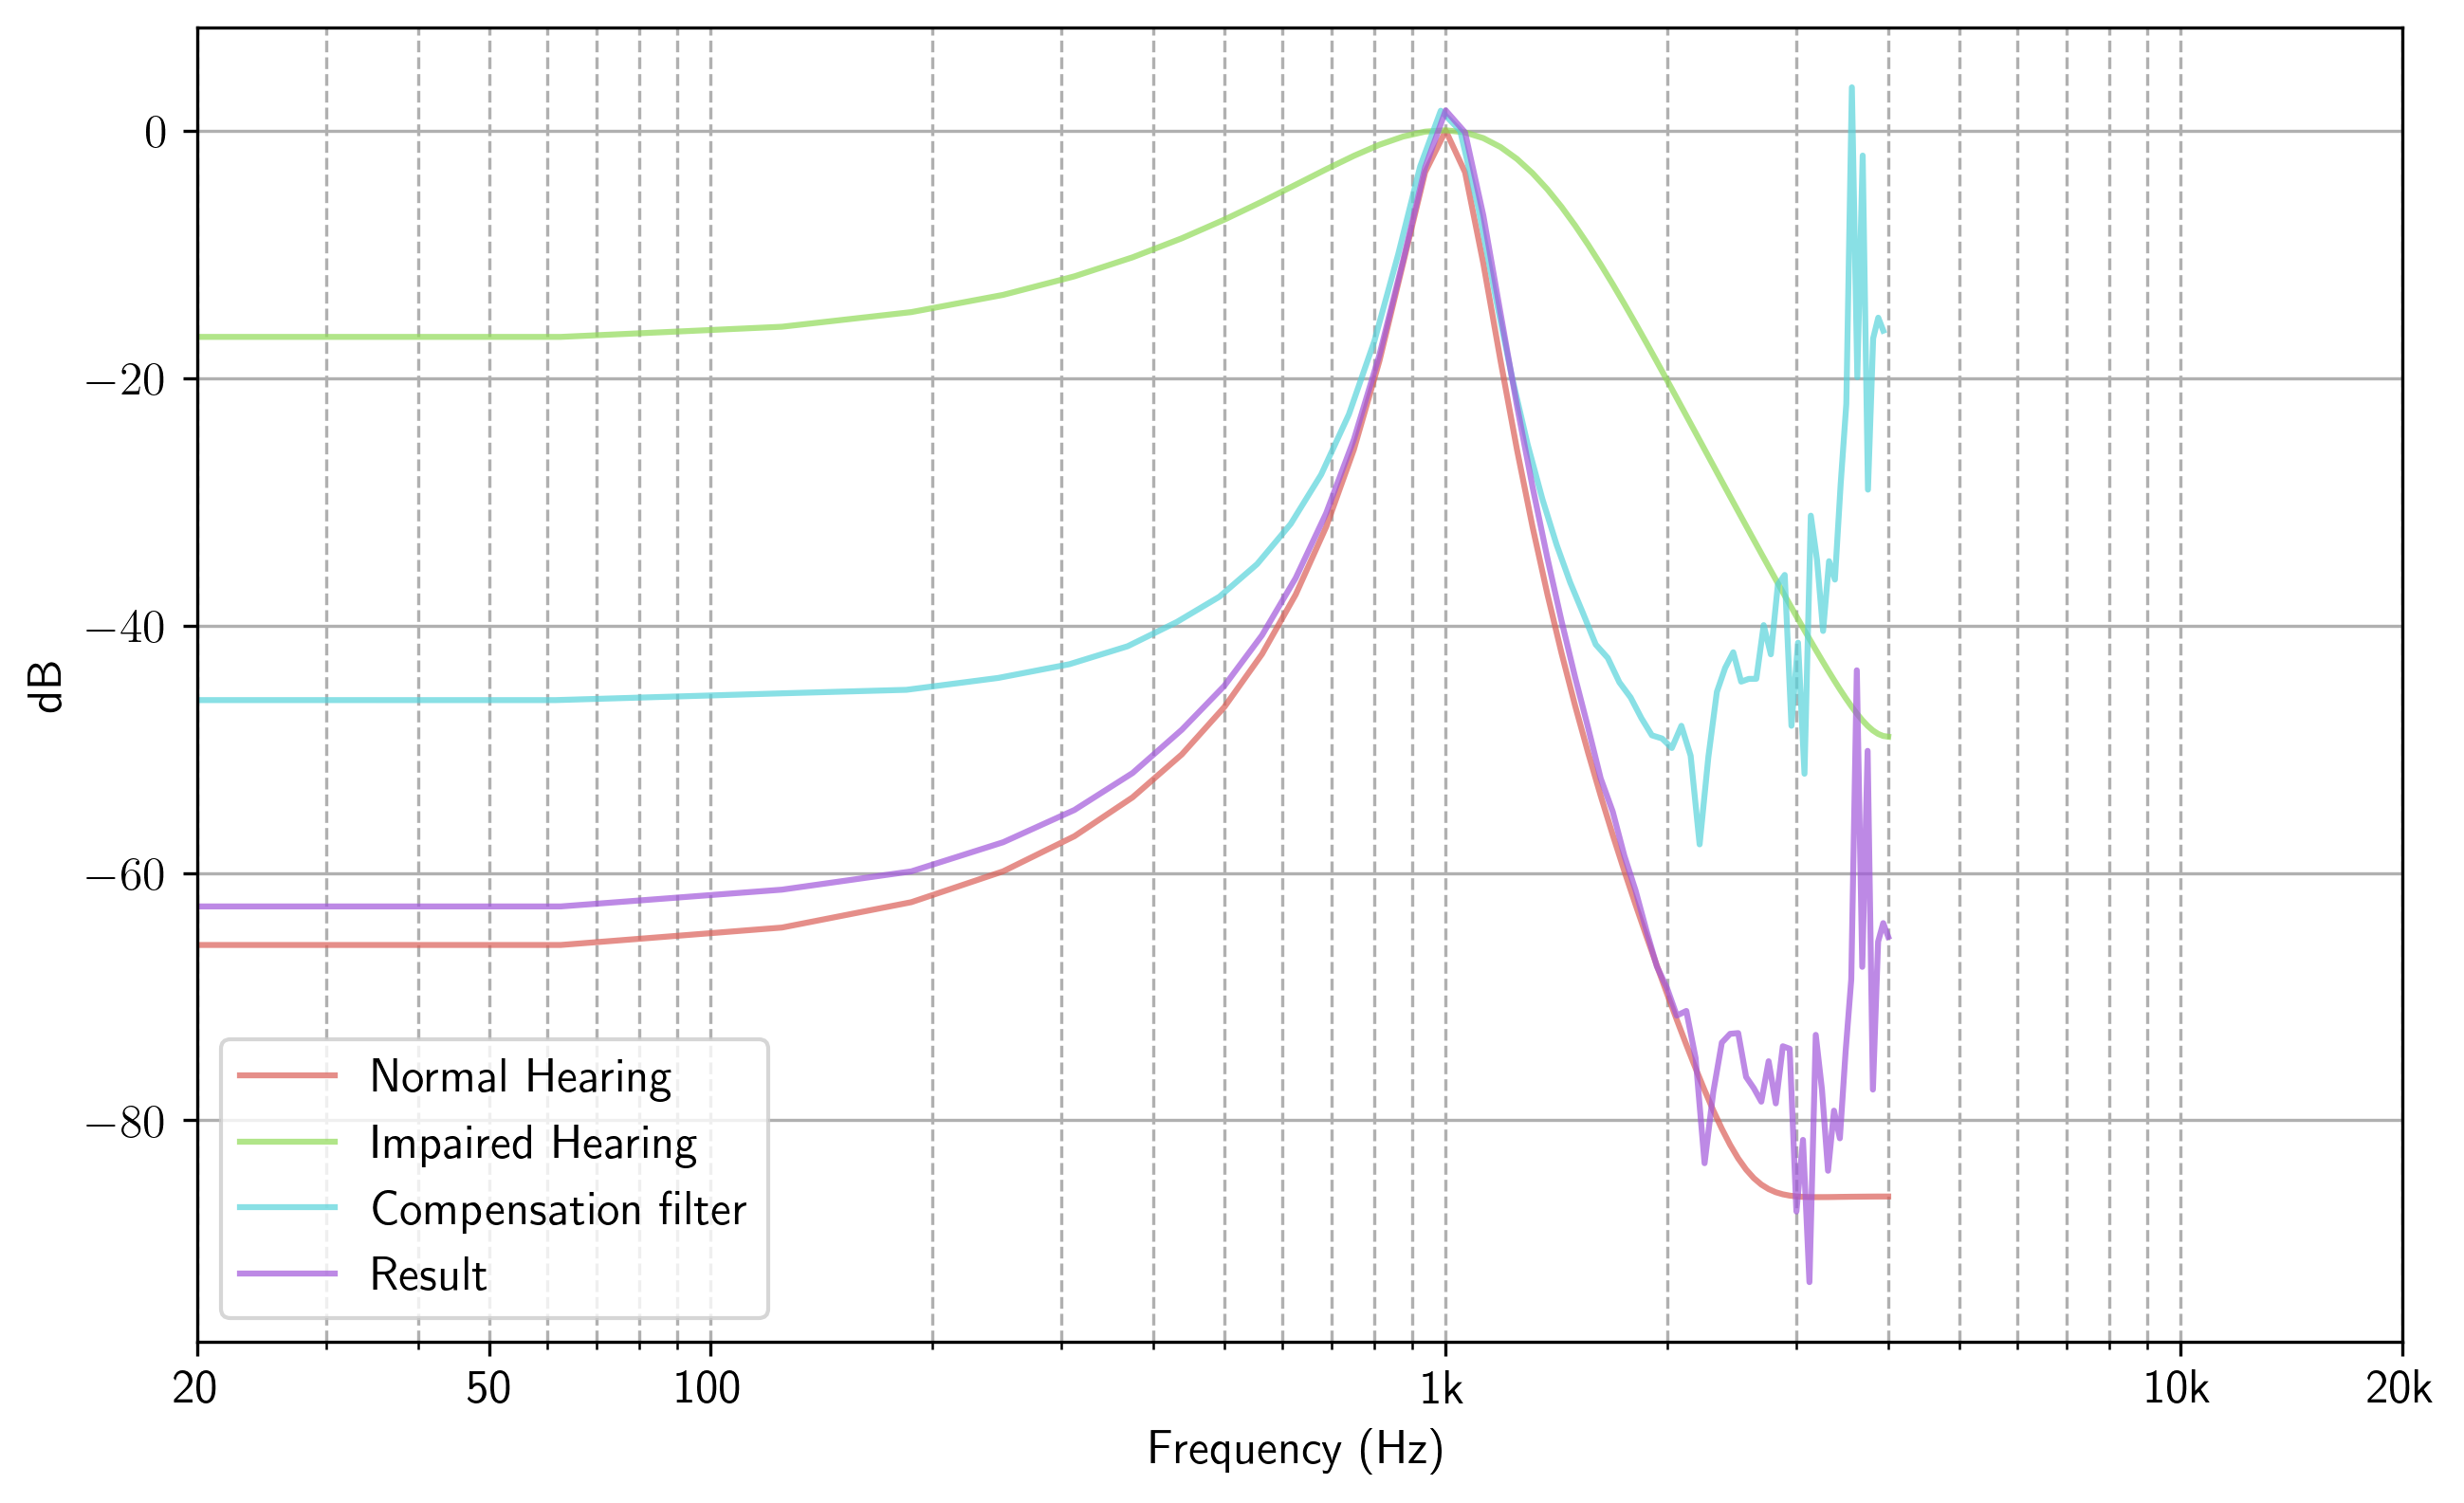 0
−20
−40
−60
−80
dB
Normal Hearing
Impaired Hearing
Compensation filter
Result
20 50 100 1k 10k 20k
Frequency (Hz)